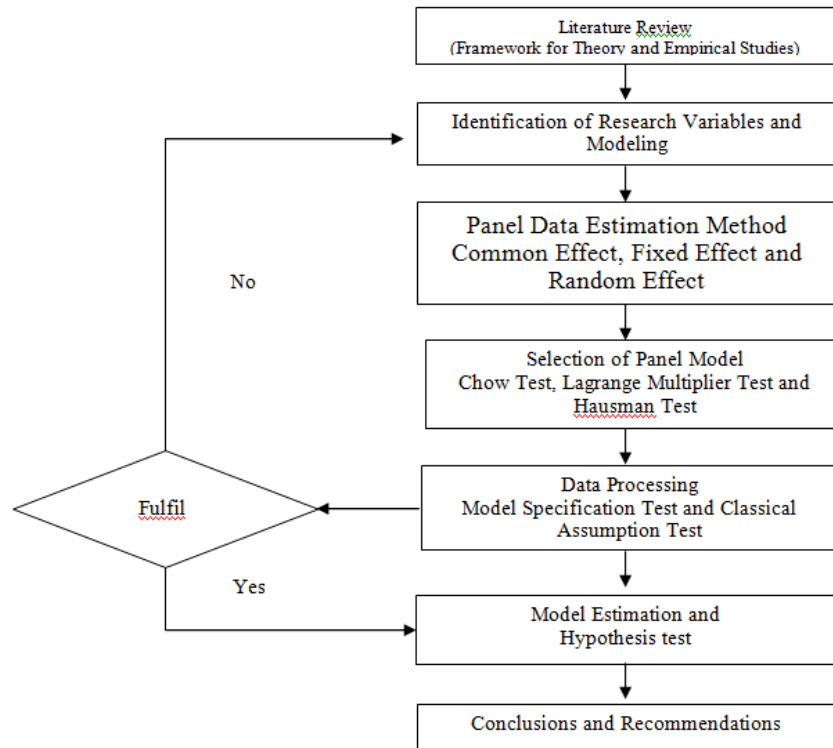 Literature Review
(Framework for Theory and Empirical Studies)
Identification of Research Variables and
Modeling
Panel Data Estimation Method
Common Effect, Fixed Effect and
Random Effect
No
Selection of Panel Model
Chow Test, Lagrange Multiplier Test and
Hausman Test
Data Processing
Model Specification Test and Classical
Assumption Test
Fulfil
Yes
Model Estimation and
Hypothesis test
Conclusions and Recommendations